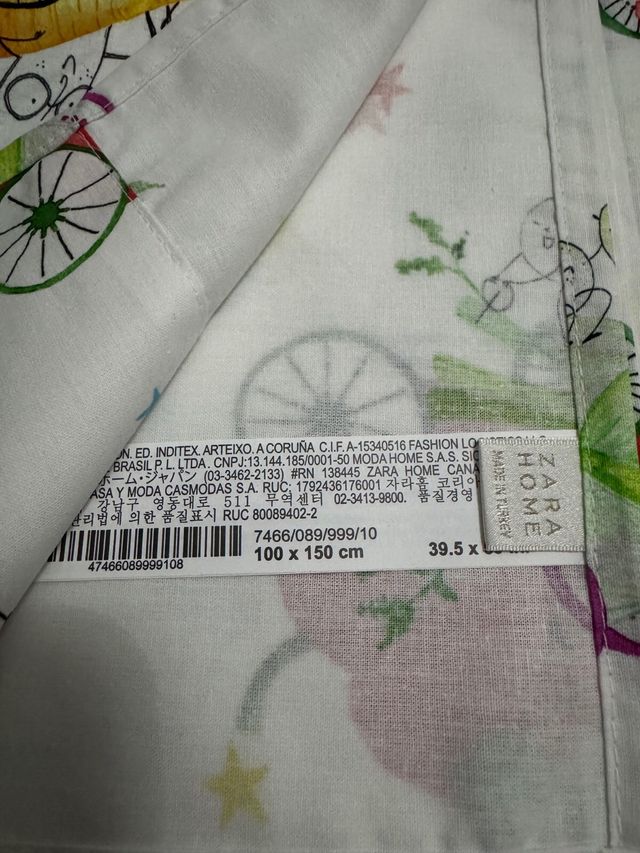 ON. ED. INDITEX. ARTEIXO. A CORUÑA C.I.F. A-15340516 FASHION LO
BRASIL P. L. LTDA. CNPJ:13.144.185/0001-50 MODA HOME S.A.S. SIC
ホーム・ジャパン (03-3462-2133) #RN 138445 ZARA HOME CANA
ASA Y MODA CASMODAS S.A. RUC: 1792436176001 자라홈 코리아
강남구 영동대로 511 무역센터 02-3413-9800. 품질경영
관리법에 의한 품질표시 RUC 80089402-2
7466/089/999/10
47466089999108
100 x 150 cm
39.5 x
ZARA
HOME
MADE IN TURKEY